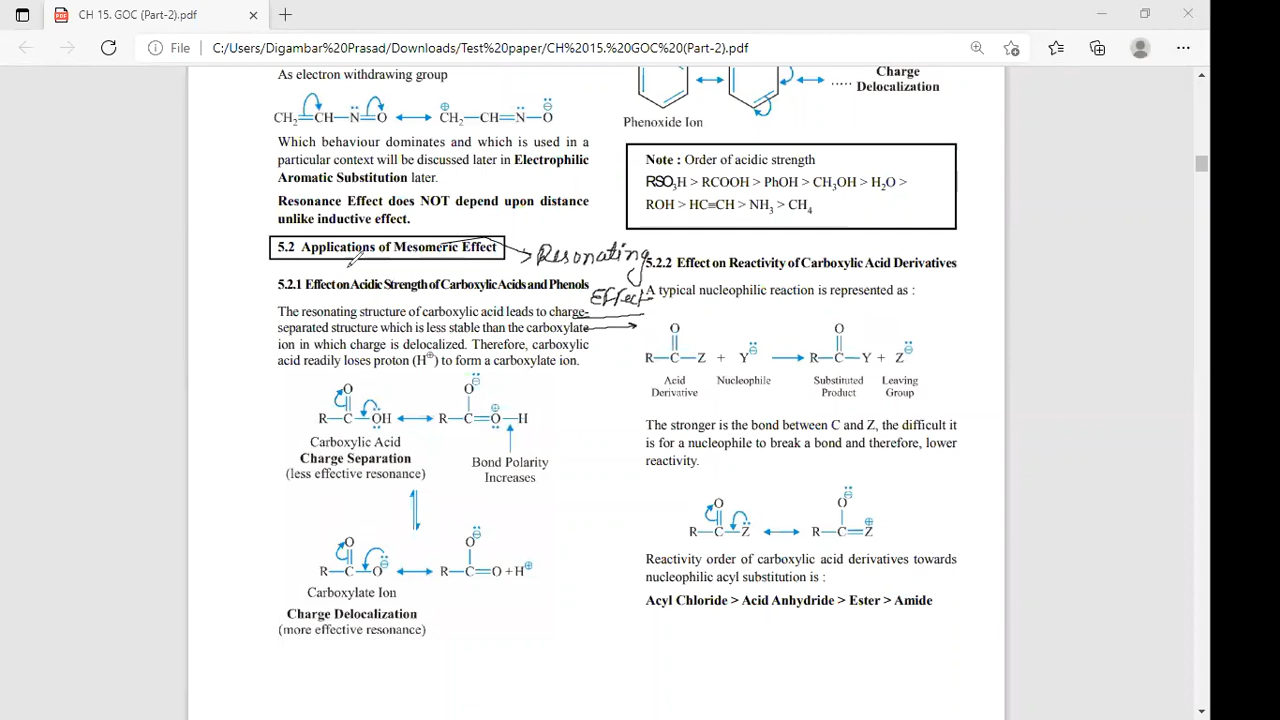 CH 15. GOC (Part-2).pdf
File
C:/Users/Digambar%20Prasad/Downloads/Test%20paper/CH%2015.%20GOC%20(Part-2).pdf
As electron withdrawing group
CH₂=CH—N̈=O ↔ ⊕CH₂—CH=N̈—Ö⊖
Which behaviour dominates and which is used in a
particular context will be discussed later in Electrophilic
Aromatic Substitution later.
Resonance Effect does NOT depend upon distance
unlike inductive effect.
5.2 Applications of Mesomeric Effect
Resonating
Effect
5.2.1 Effect on Acidic Strength of Carboxylic Acids and Phenols
The resonating structure of carboxylic acid leads to charge-
separated structure which is less stable than the carboxylate
ion in which charge is delocalized. Therefore, carboxylic
acid readily loses proton (H⊕) to form a carboxylate ion.
O O⊖
R—C—OH ↔ R—C=O⊕—H
Carboxylic Acid
Charge Separation
(less effective resonance)
Bond Polarity
Increases
O O⊖
R—C—O⊖ ↔ R—C=O + H⊕
Carboxylate Ion
Charge Delocalization
(more effective resonance)
..... Charge
Delocalization
Phenoxide Ion
Note : Order of acidic strength
RSO₃H > RCOOH > PhOH > CH₃OH > H₂O >
ROH > HC≡CH > NH₃ > CH₄
5.2.2 Effect on Reactivity of Carboxylic Acid Derivatives
A typical nucleophilic reaction is represented as :
O O
R—C—Z + Y⊖ → R—C—Y + Z⊖
Acid Derivative
Nucleophile
Substituted Product
Leaving Group
The stronger is the bond between C and Z, the difficult it
is for a nucleophile to break a bond and therefore, lower
reactivity.
O O⊖
R—C—Z ↔ R—C=Z⊕
Reactivity order of carboxylic acid derivatives towards
nucleophilic acyl substitution is :
Acyl Chloride > Acid Anhydride > Ester > Amide